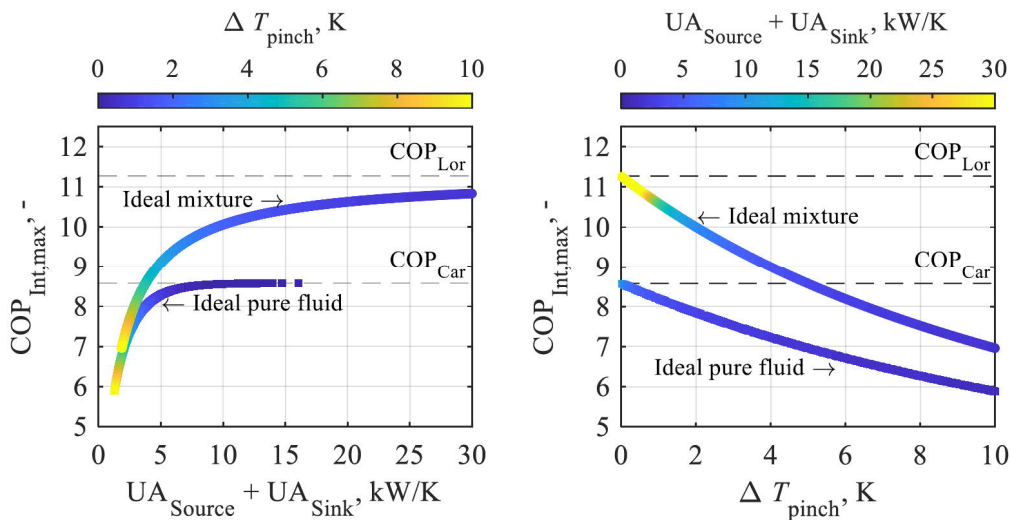 Δ T_pinch, K
0 2 4 6 8 10
12
11
10
9
8
7
6
5
COP_Int,max, -
COP_Lor
Ideal mixture →
COP_Car
← Ideal pure fluid
0 5 10 15 20 25 30
UA_Source + UA_Sink, kW/K
UA_Source + UA_Sink, kW/K
0 5 10 15 20 25 30
12
11
10
9
8
7
6
5
COP_Int,max, -
COP_Lor
← Ideal mixture
COP_Car
Ideal pure fluid →
0 2 4 6 8 10
Δ T_pinch, K